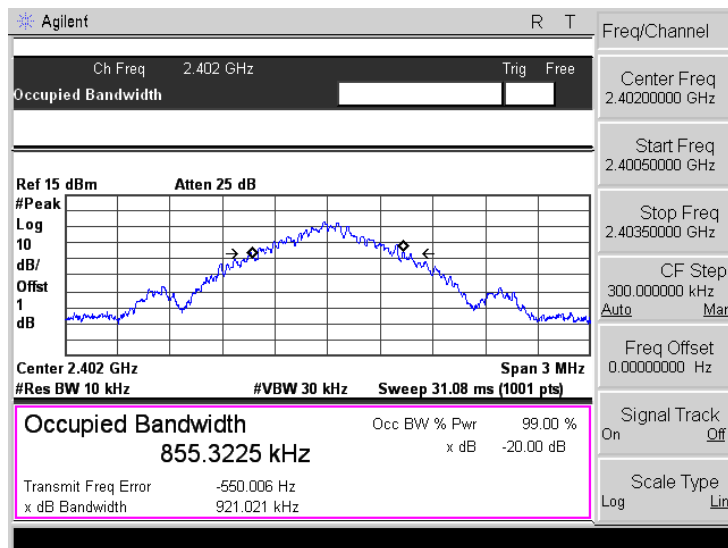 Agilent
R T
Ch Freq 2.402 GHz Trig Free
Occupied Bandwidth
Ref 15 dBm Atten 25 dB
#Peak
Log
10
dB/
Offst
1
dB
Center 2.402 GHz Span 3 MHz
#Res BW 10 kHz #VBW 30 kHz Sweep 31.08 ms (1001 pts)
Occupied Bandwidth
855.3225 kHz
Occ BW % Pwr 99.00 %
x dB -20.00 dB
Transmit Freq Error -550.006 Hz
x dB Bandwidth 921.021 kHz
Freq/Channel
Center Freq
2.40200000 GHz
Start Freq
2.40050000 GHz
Stop Freq
2.40350000 GHz
CF Step
300.000000 kHz
Auto Man
Freq Offset
0.00000000 Hz
Signal Track
On Off
Scale Type
Log Lin